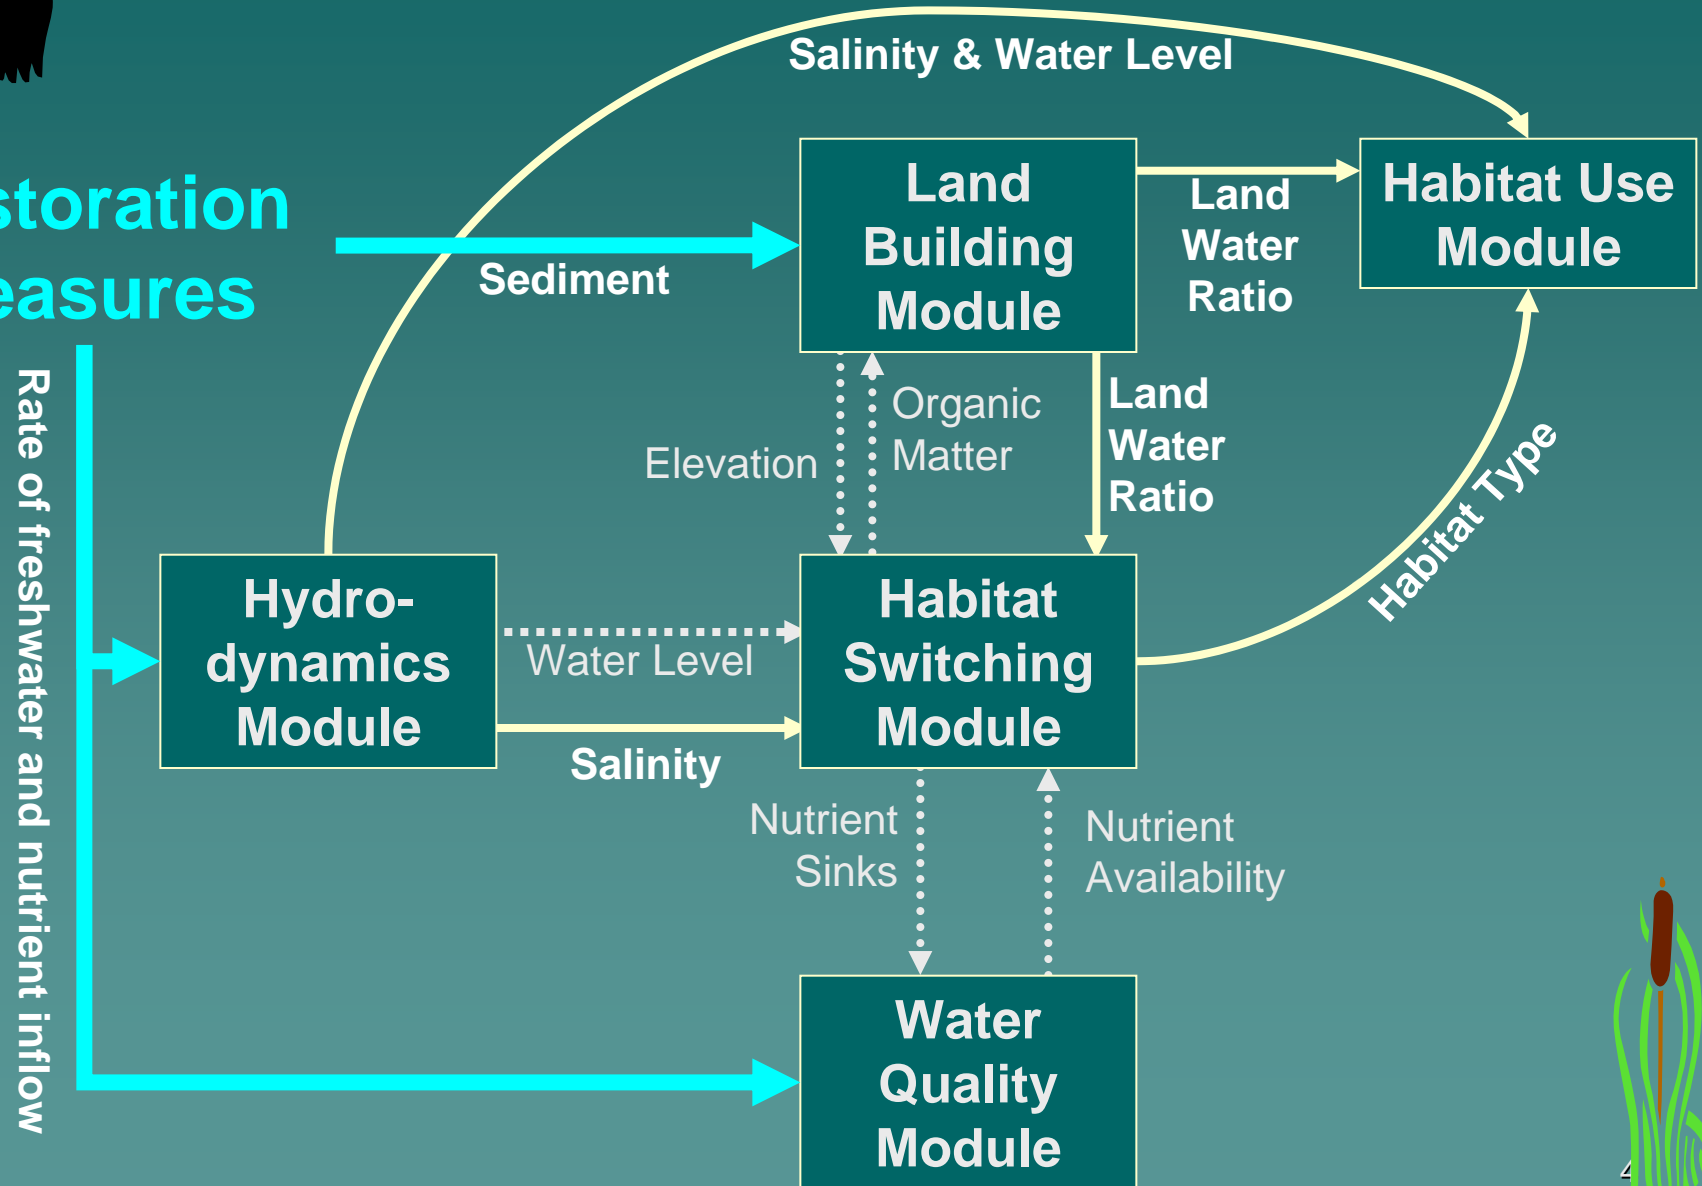 Salinity & Water Level
storation
easures
Sediment
Land
Building
Module
Land
Water
Ratio
Habitat Use
Module
Rate of freshwater and nutrient inflow
Elevation
Organic
Matter
Land
Water
Ratio
Habitat Type
Hydro-
dynamics
Module
Water Level
Salinity
Habitat
Switching
Module
Nutrient
Sinks
Nutrient
Availability
Water
Quality
Module